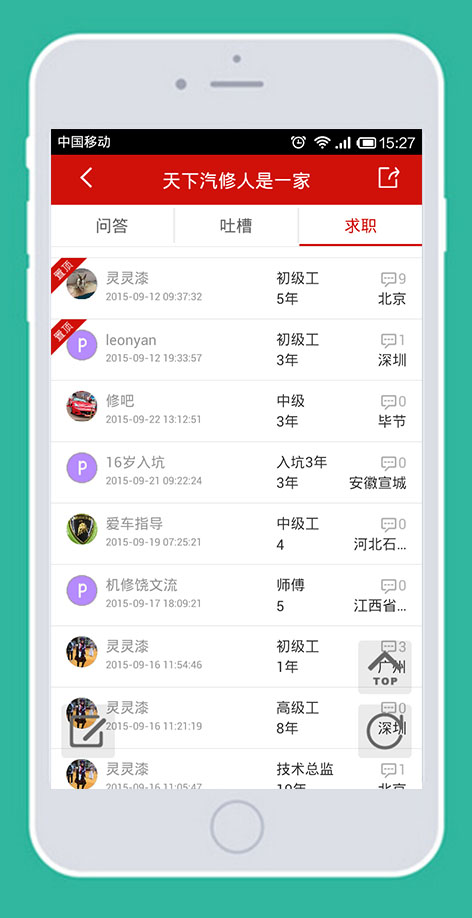 中国移动 15:27
天下汽修人是一家
问答 吐槽 求职
置顶 灵灵漆 初级工 9
2015-09-12 09:37:32 5年 北京
置顶 P leonyan 初级工 1
2015-09-12 19:33:57 3年 深圳
修吧 中级 0
2015-09-22 13:12:51 3年 毕节
P 16岁入坑 入坑3年 0
2015-09-21 09:22:24 3年 安徽宣城
爱车指导 中级工 0
2015-09-19 07:25:21 4 河北石...
P 机修饶文流 师傅 0
2015-09-17 18:09:21 5 江西省...
灵灵漆 初级工 3
2015-09-16 11:54:46 1年 广州
TOP
灵灵漆 高级工 0
2015-09-16 11:21:19 8年 深圳
灵灵漆 技术总监 1
2015-09-16 11:05:47 10年 北京